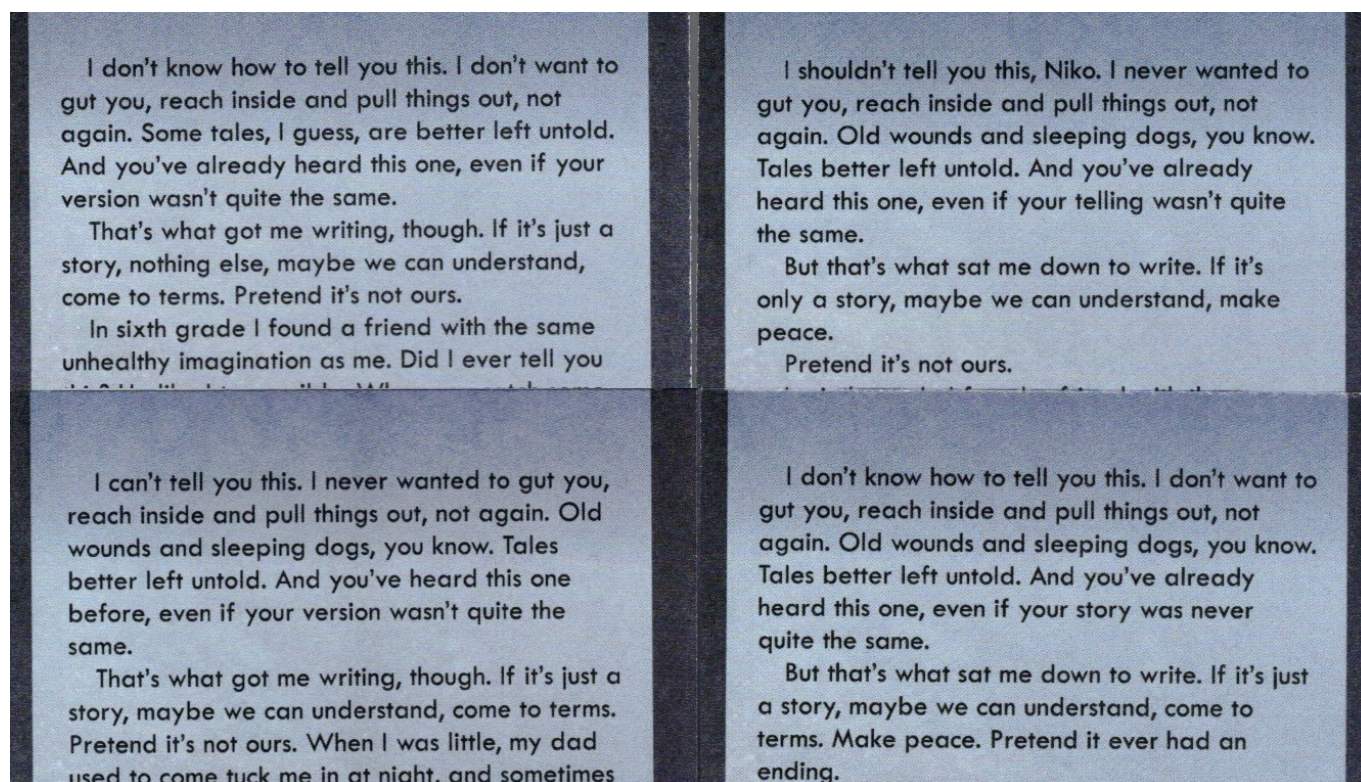 I don't know how to tell you this. I don't want to
gut you, reach inside and pull things out, not
again. Some tales, I guess, are better left untold.
And you've already heard this one, even if your
version wasn't quite the same.
That's what got me writing, though. If it's just a
story, nothing else, maybe we can understand,
come to terms. Pretend it's not ours.
In sixth grade I found a friend with the same
unhealthy imagination as me. Did I ever tell you
I shouldn't tell you this, Niko. I never wanted to
gut you, reach inside and pull things out, not
again. Old wounds and sleeping dogs, you know.
Tales better left untold. And you've already
heard this one, even if your telling wasn't quite
the same.
But that's what sat me down to write. If it's
only a story, maybe we can understand, make
peace.
Pretend it's not ours.
I can't tell you this. I never wanted to gut you,
reach inside and pull things out, not again. Old
wounds and sleeping dogs, you know. Tales
better left untold. And you've heard this one
before, even if your version wasn't quite the
same.
That's what got me writing, though. If it's just a
story, maybe we can understand, come to terms.
Pretend it's not ours. When I was little, my dad
used to come tuck me in at night, and sometimes
I don't know how to tell you this. I don't want to
gut you, reach inside and pull things out, not
again. Old wounds and sleeping dogs, you know.
Tales better left untold. And you've already
heard this one, even if your story was never
quite the same.
But that's what sat me down to write. If it's just
a story, maybe we can understand, come to
terms. Make peace. Pretend it ever had an
ending.